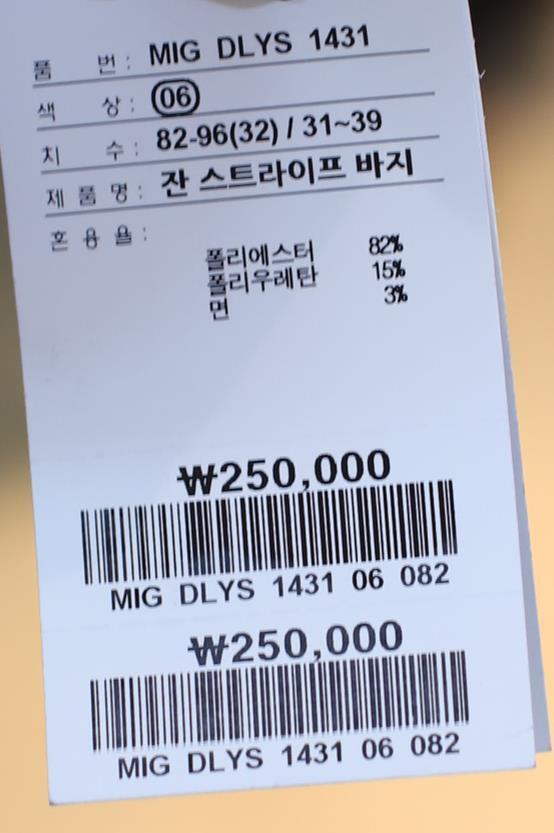 품 번 : MIG DLYS 1431
색 상 : 06
치 수 : 82-96(32) / 31~39
제 품 명 : 잔 스트라이프 바지
혼 용 율 :
폴리에스터 82%
폴리우레탄 15%
면 3%
₩250,000
MIG DLYS 1431 06 082
₩250,000
MIG DLYS 1431 06 082